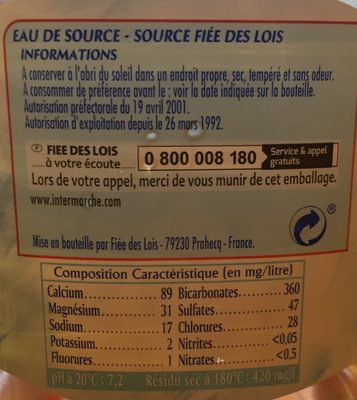 EAU DE SOURCE - SOURCE FIÉE DES LOIS
INFORMATIONS
A conserver à l'abri du soleil dans un endroit propre, sec, tempéré et sans odeur.
A consommer de préférence avant le : voir la date indiquée sur la bouteille.
Autorisation préfectorale du 19 avril 2001.
Autorisation d'exploitation depuis le 26 mars 1992.
FIEE DES LOIS
à votre écoute
0 800 008 180
Service & appel
gratuits
Lors de votre appel, merci de vous munir de cet emballage.
www.intermarche.com
Mise en bouteille par Fiée des Lois - 79230 Prahecq - France.
Composition Caractéristique (en mg/litre)
Calcium............ 89 Bicarbonates.......... 360
Magnésium....... 31 Sulfates............... 47
Sodium............. 17 Chlorures.............. 28
Potassium......... 2 Nitrites............ <0,05
Fluorures.......... 1 Nitrates............ <0,5
pH à 20°C : 7,2 Résidu sec à 180°C : 420 mg/l